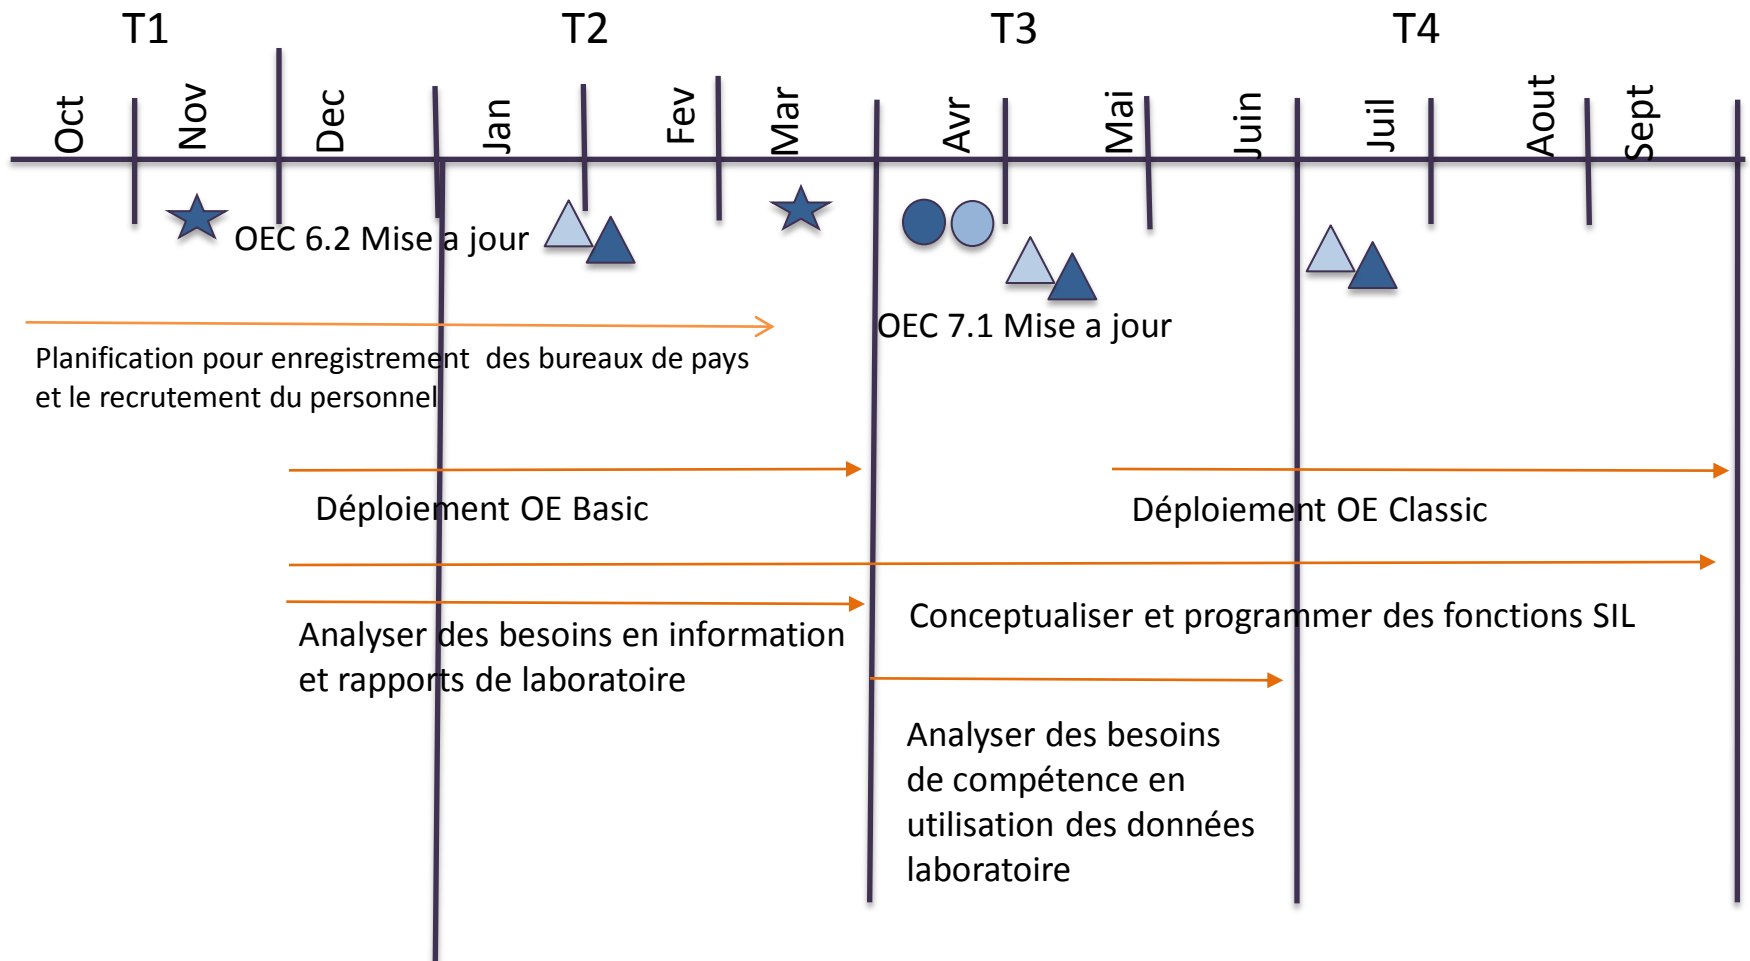 T1
T2
T3
T4
Oct
Nov
Dec
Jan
Fev
Mar
Avr
Mai
Juin
Juil
Aout
Sept
OEC 6.2 Mise a jour
OEC 7.1 Mise a jour
Planification pour enregistrement des bureaux de pays
et le recrutement du personnel
Déploiement OE Basic
Déploiement OE Classic
Analyser des besoins en information
et rapports de laboratoire
Conceptualiser et programmer des fonctions SIL
Analyser des besoins
de compétence en
utilisation des données
laboratoire